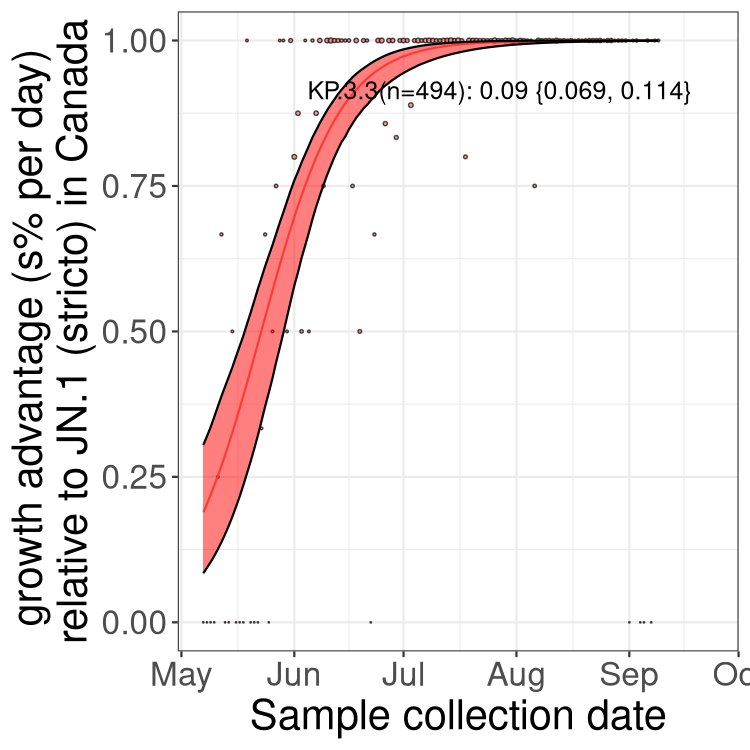 growth advantage (s% per day)
relative to JN.1 (stricto) in Canada
1.00
0.75
0.50
0.25
0.00
KP.3.3(n=494): 0.09 {0.069, 0.114}
May Jun Jul Aug Sep Oc
Sample collection date